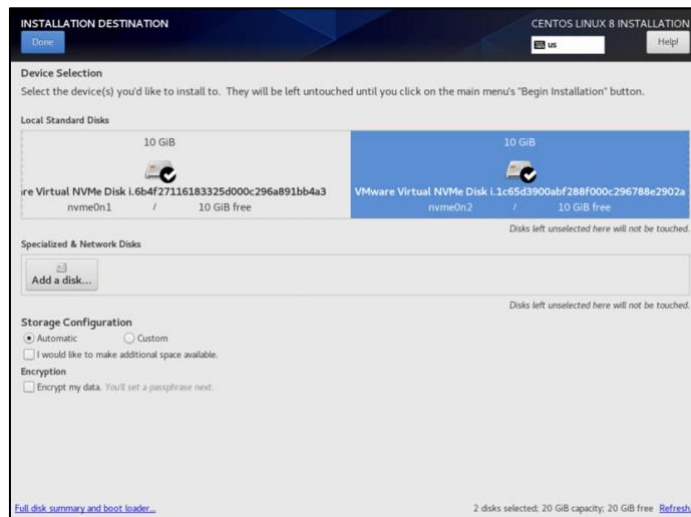 INSTALLATION DESTINATION
CENTOS LINUX 8 INSTALLATION
Done
us
Help!
Device Selection
Select the device(s) you'd like to install to. They will be left untouched until you click on the main menu's "Begin Installation" button.
Local Standard Disks
10 GiB
10 GiB
re Virtual NVMe Disk i.6b4f27116183325d000c296a891bb4a3
VMware Virtual NVMe Disk i.1c65d3900abf288f000c296788e2902a
nvme0n1 / 10 GiB free
nvme0n2 / 10 GiB free
Disks left unselected here will not be touched.
Specialized & Network Disks
Add a disk...
Disks left unselected here will not be touched.
Storage Configuration
Automatic Custom
I would like to make additional space available.
Encryption
Encrypt my data. You'll set a passphrase next.
Full disk summary and boot loader...
2 disks selected; 20 GiB capacity; 20 GiB free Refresh